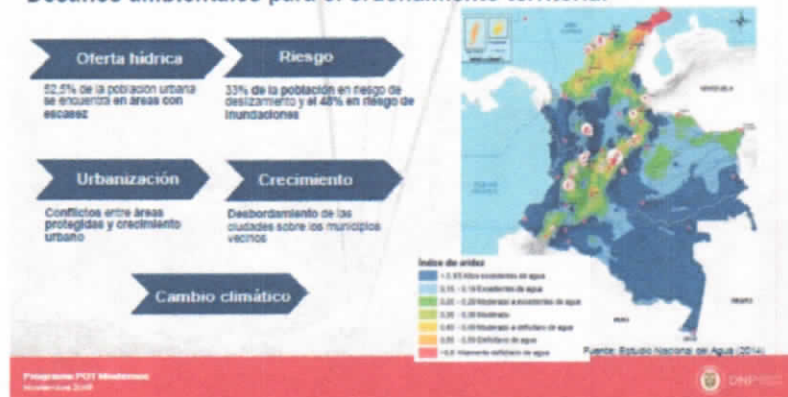 Desafíos ambientales para el ordenamiento territorial
Oferta hídrica
52,5% de la población urbana
se encuentra en áreas con
escasez
Riesgo
33% de la población en riesgo de
deslizamiento y el 48% en riesgo de
inundaciones
Urbanización
Conflictos entre áreas
protegidas y crecimiento
urbano
Crecimiento
Desbordamiento de las
ciudades sobre los municipios
vecinos
Cambio climático
VENEZUELA
Índice de aridez
Altos excedentes de agua
Excedentes de agua
Moderado a excedentes de agua
Moderado
Moderado a deficitario de agua
Deficitario de agua
Altamente deficitario de agua
Fuente: Estudio Nacional del Agua (2014)
Programa POT Modernos
DNP